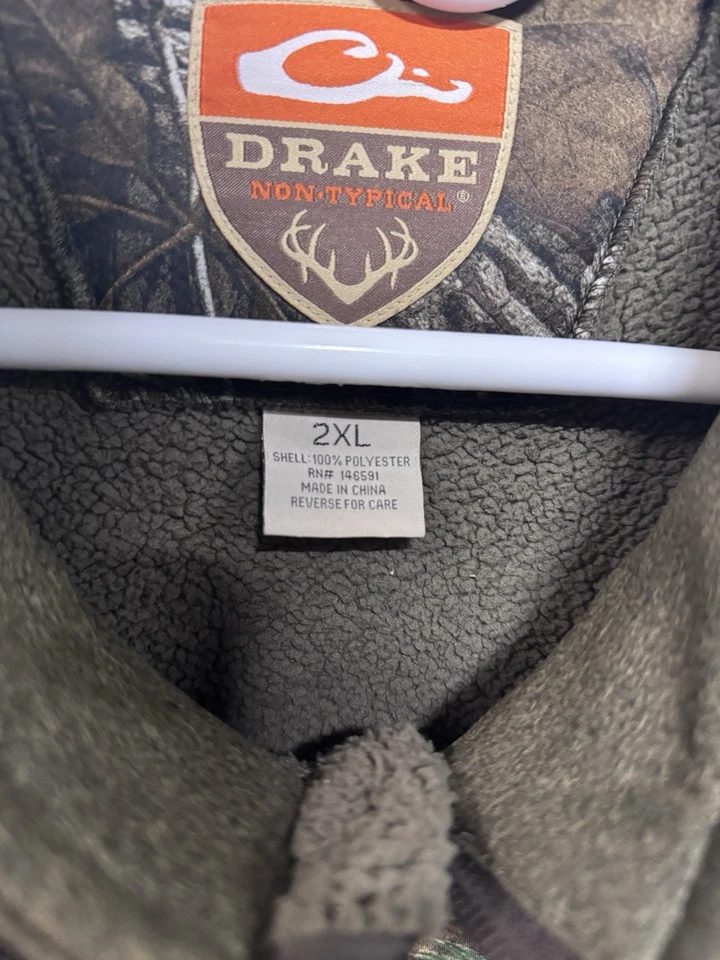 DRAKE
NON·TYPICAL®
2XL
SHELL:100% POLYESTER
RN# 146591
MADE IN CHINA
REVERSE FOR CARE